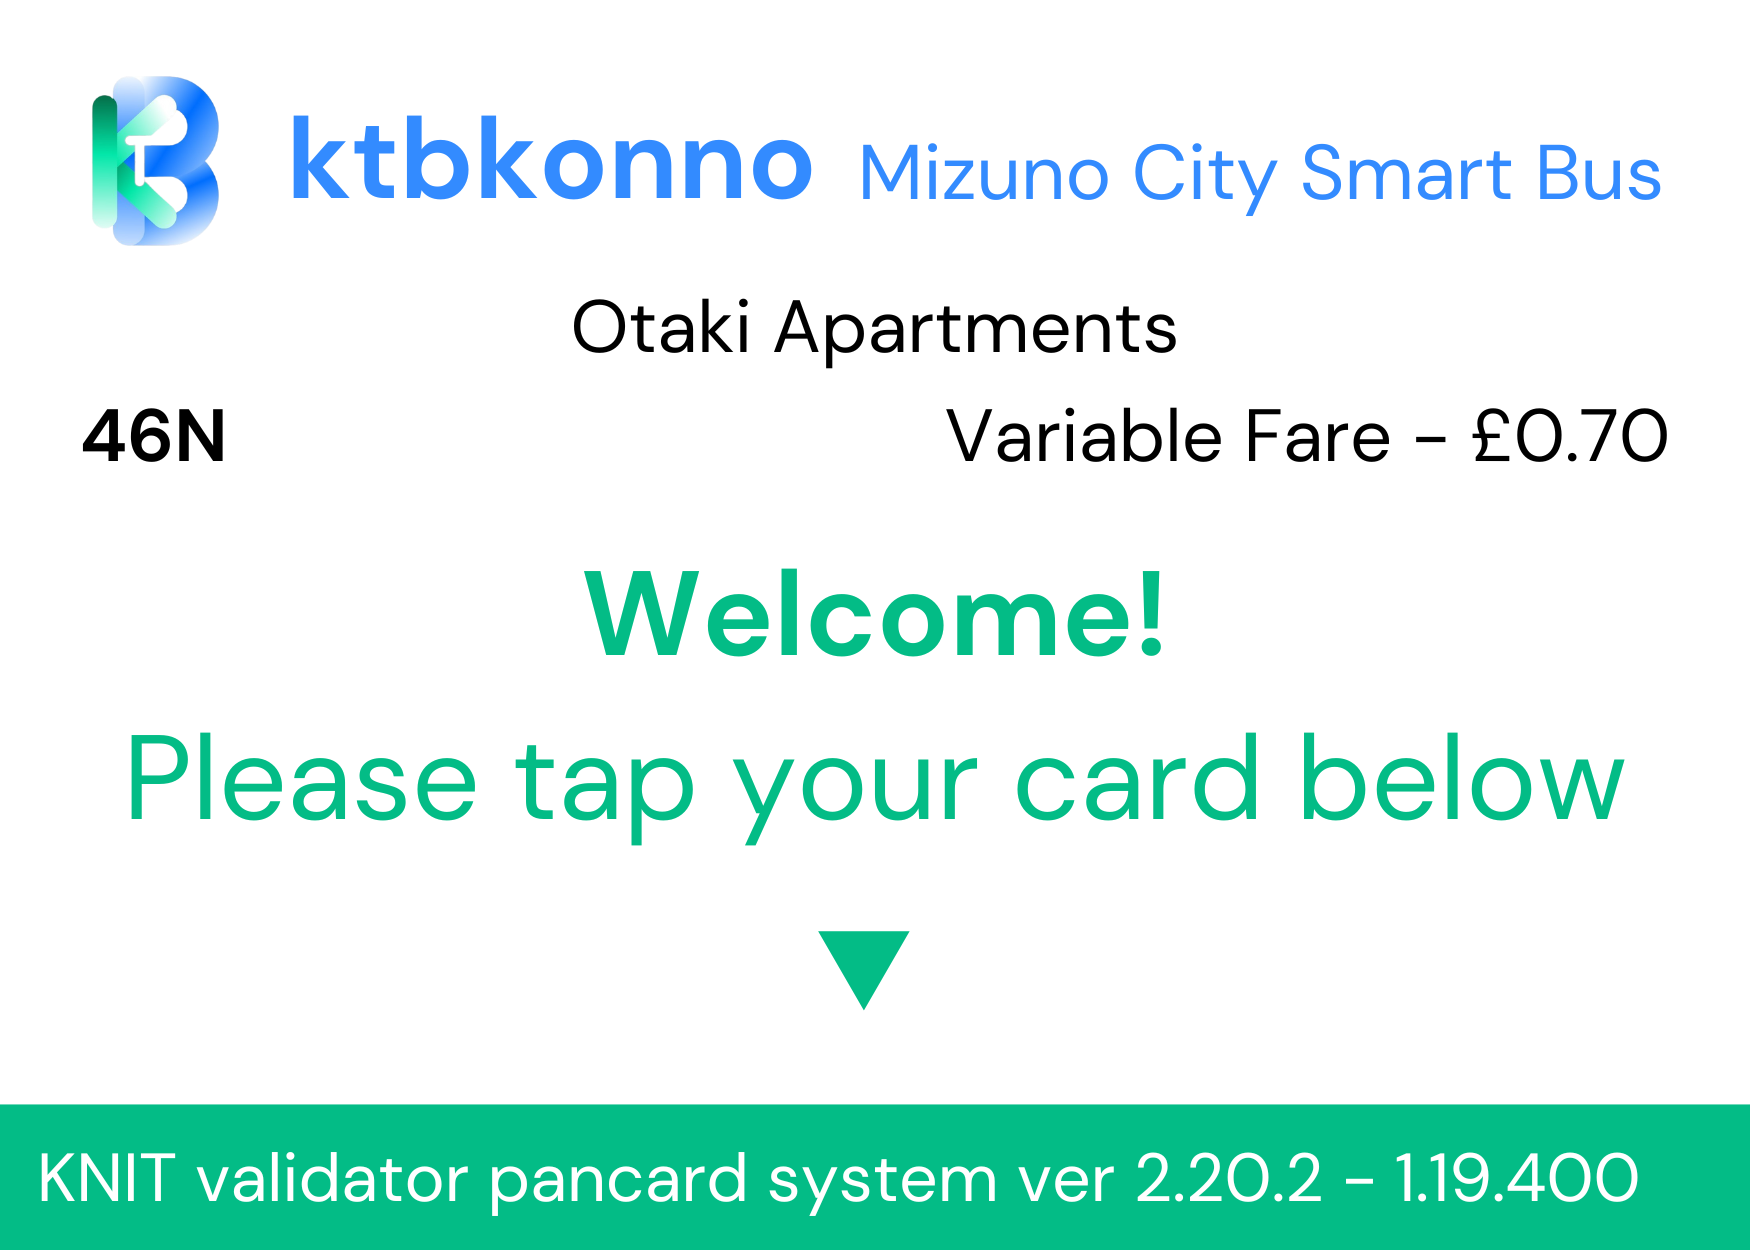 ktbkonno Mizuno City Smart Bus
Otaki Apartments
46N Variable Fare - £0.70
Welcome!
Please tap your card below
KNIT validator pancard system ver 2.20.2 - 1.19.400